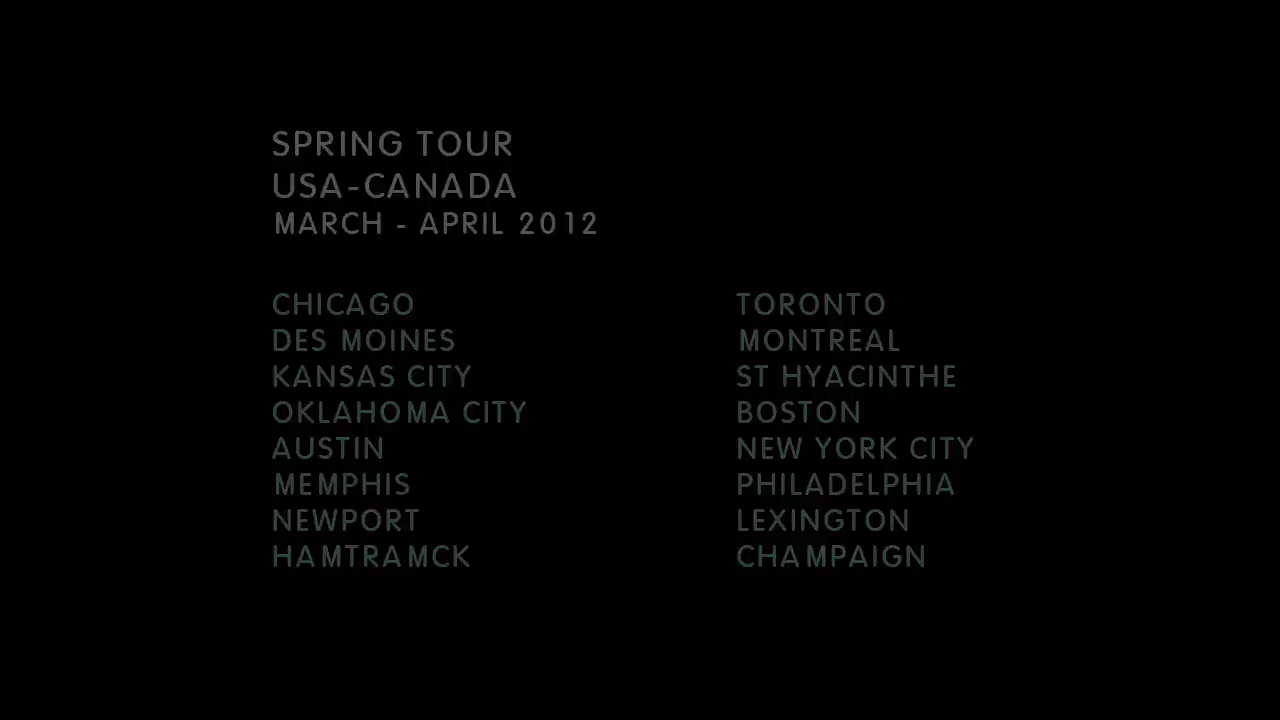 SPRING TOUR
USA-CANADA
MARCH - APRIL 2012
CHICAGO
DES MOINES
KANSAS CITY
OKLAHOMA CITY
AUSTIN
MEMPHIS
NEWPORT
HAMTRAMCK
TORONTO
MONTREAL
ST HYACINTHE
BOSTON
NEW YORK CITY
PHILADELPHIA
LEXINGTON
CHAMPAIGN